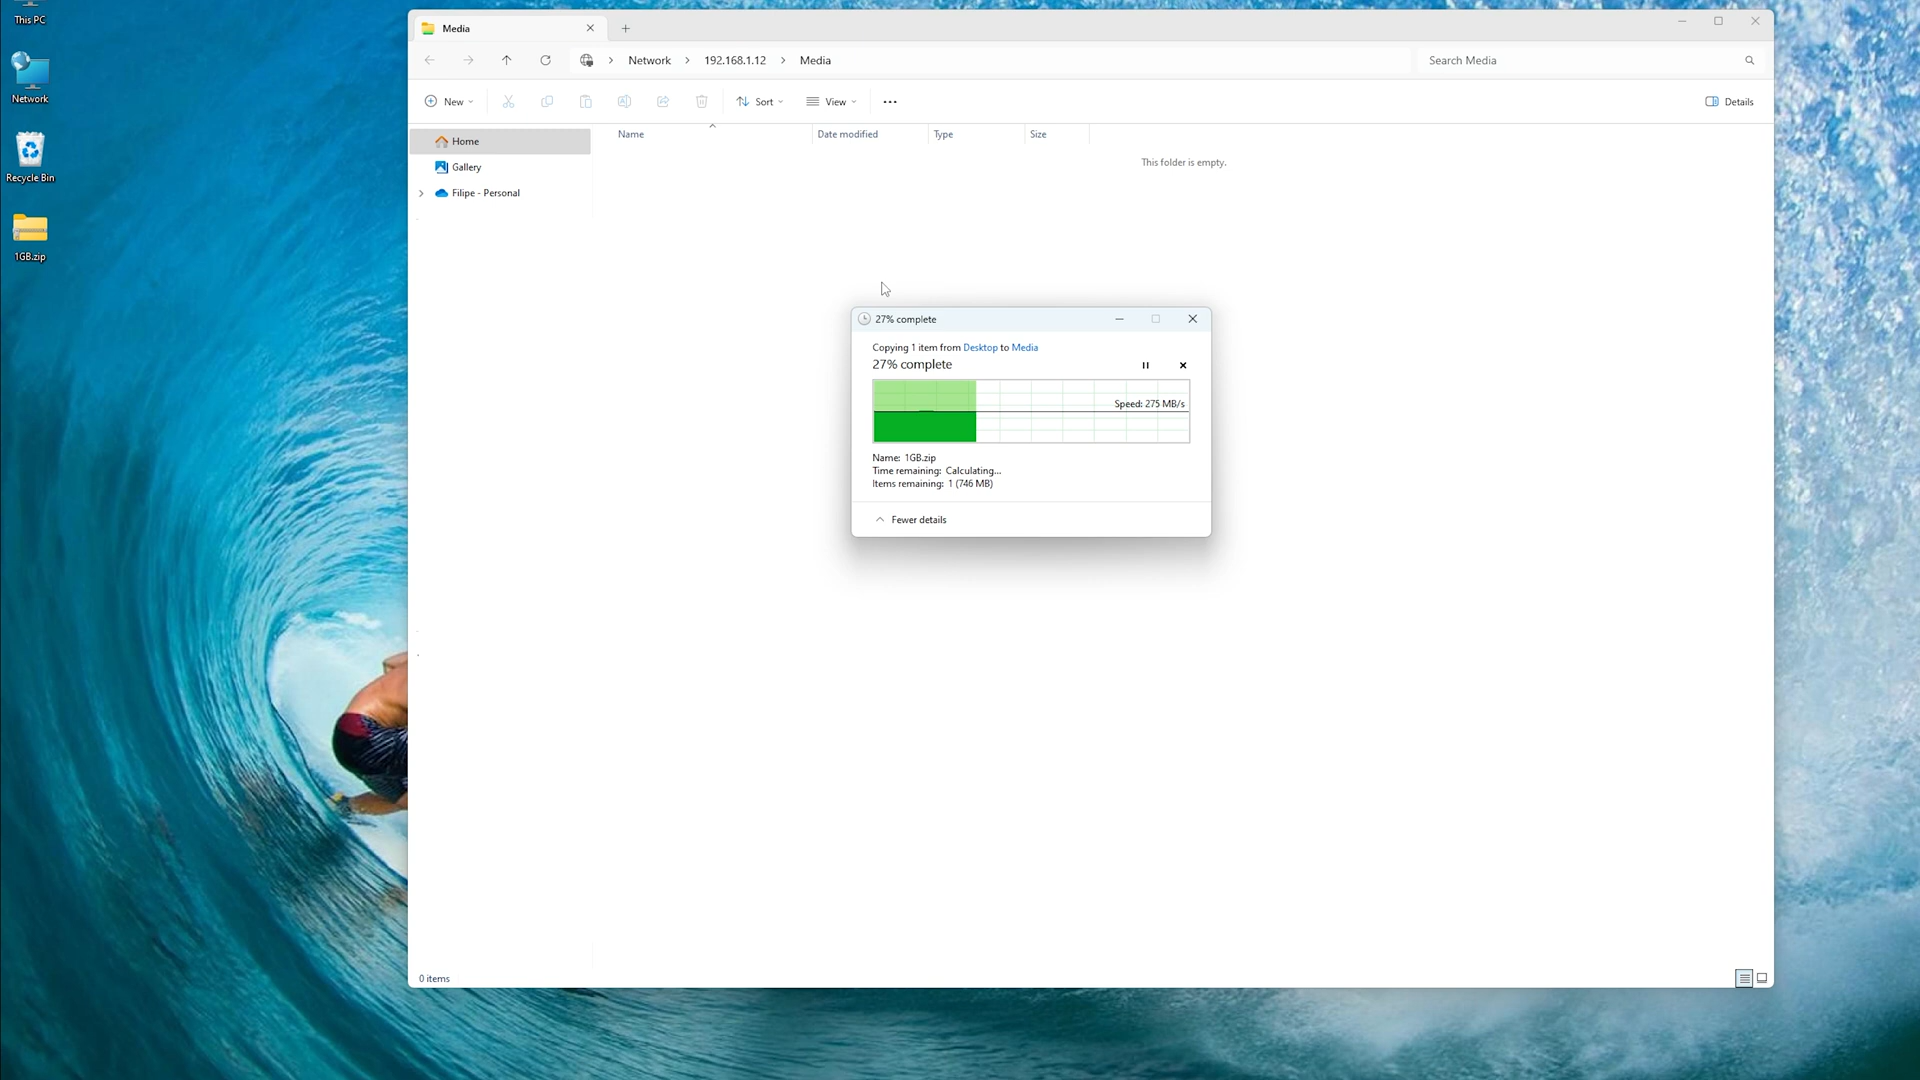 This PC
Network
Recycle Bin
1GB.zip
Media
Network
192.168.1.12
Media
Search Media
New
Sort
View
Details
Home
Gallery
Filipe - Personal
Name
Date modified
Type
Size
This folder is empty.
27% complete
Copying 1 item from Desktop to Media
27% complete
Speed: 275 MB/s
Name: 1GB.zip
Time remaining: Calculating...
Items remaining: 1 (746 MB)
Fewer details
0 items